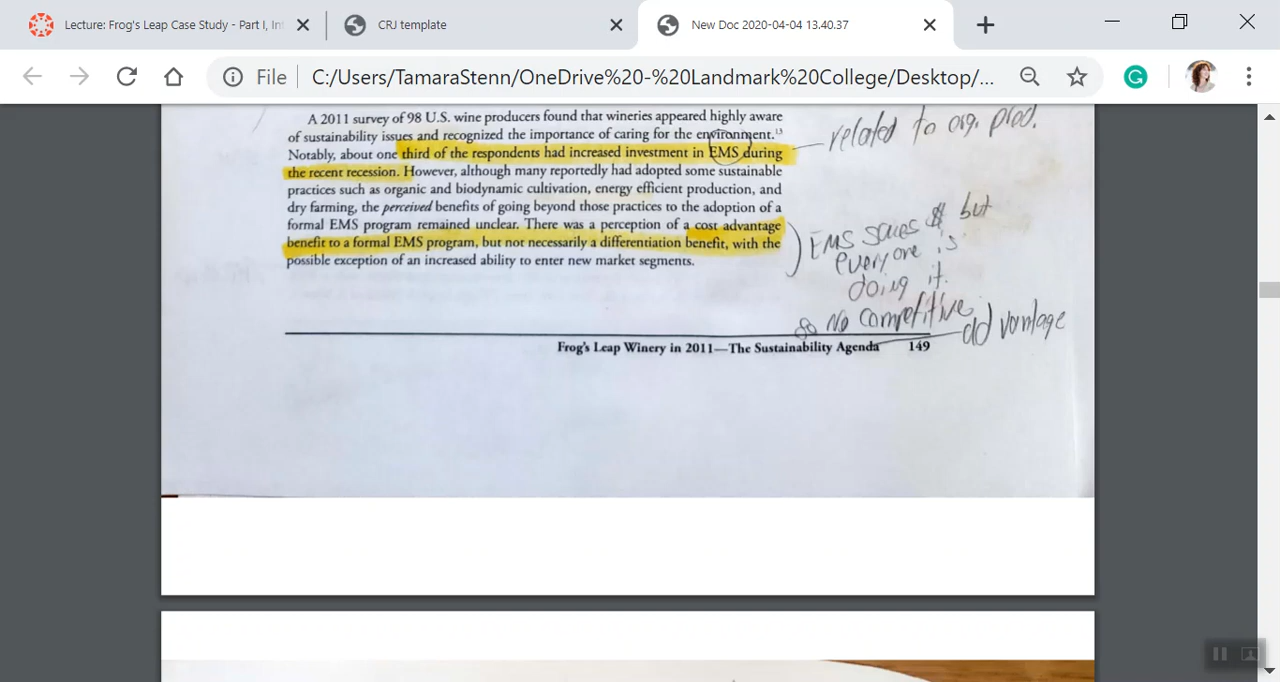 Lecture: Frog's Leap Case Study - Part I, Int
CRJ template
New Doc 2020-04-04 13.40.37
File
C:/Users/TamaraStenn/OneDrive%20-%20Landmark%20College/Desktop/...
A 2011 survey of 98 U.S. wine producers found that wineries appeared highly aware
of sustainability issues and recognized the importance of caring for the environment.13
Notably, about one third of the respondents had increased investment in EMS during
the recent recession. However, although many reportedly had adopted some sustainable
practices such as organic and biodynamic cultivation, energy efficient production, and
dry farming, the perceived benefits of going beyond those practices to the adoption of a
formal EMS program remained unclear. There was a perception of a cost advantage
benefit to a formal EMS program, but not necessarily a differentiation benefit, with the
possible exception of an increased ability to enter new market segments.
related to org. prod.
EMS saves $ but
everyone is
doing it.
so No competitive
advantage
Frog's Leap Winery in 2011—The Sustainability Agenda 149